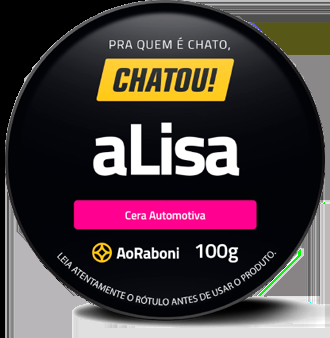 PRA QUEM É CHATO,
CHATOU!
aLisa
Cera Automotiva
AoRaboni 100g
LEIA ATENTAMENTE O RÓTULO ANTES DE USAR O PRODUTO.